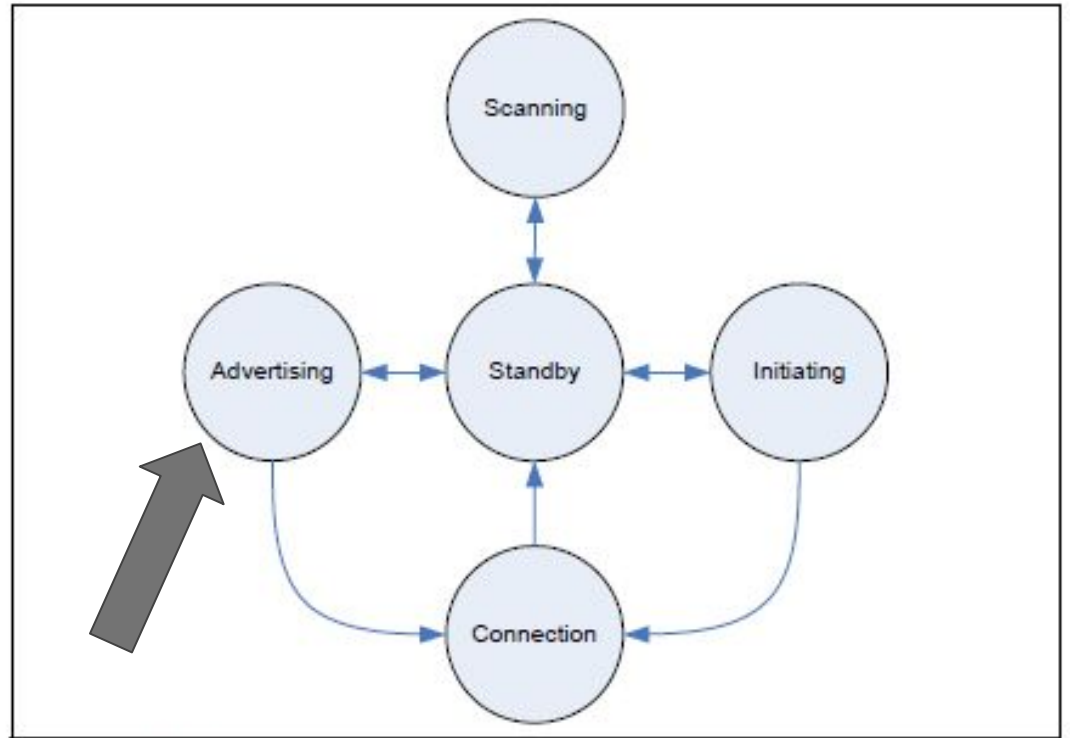 Scanning
Advertising
Standby
Initiating
Connection